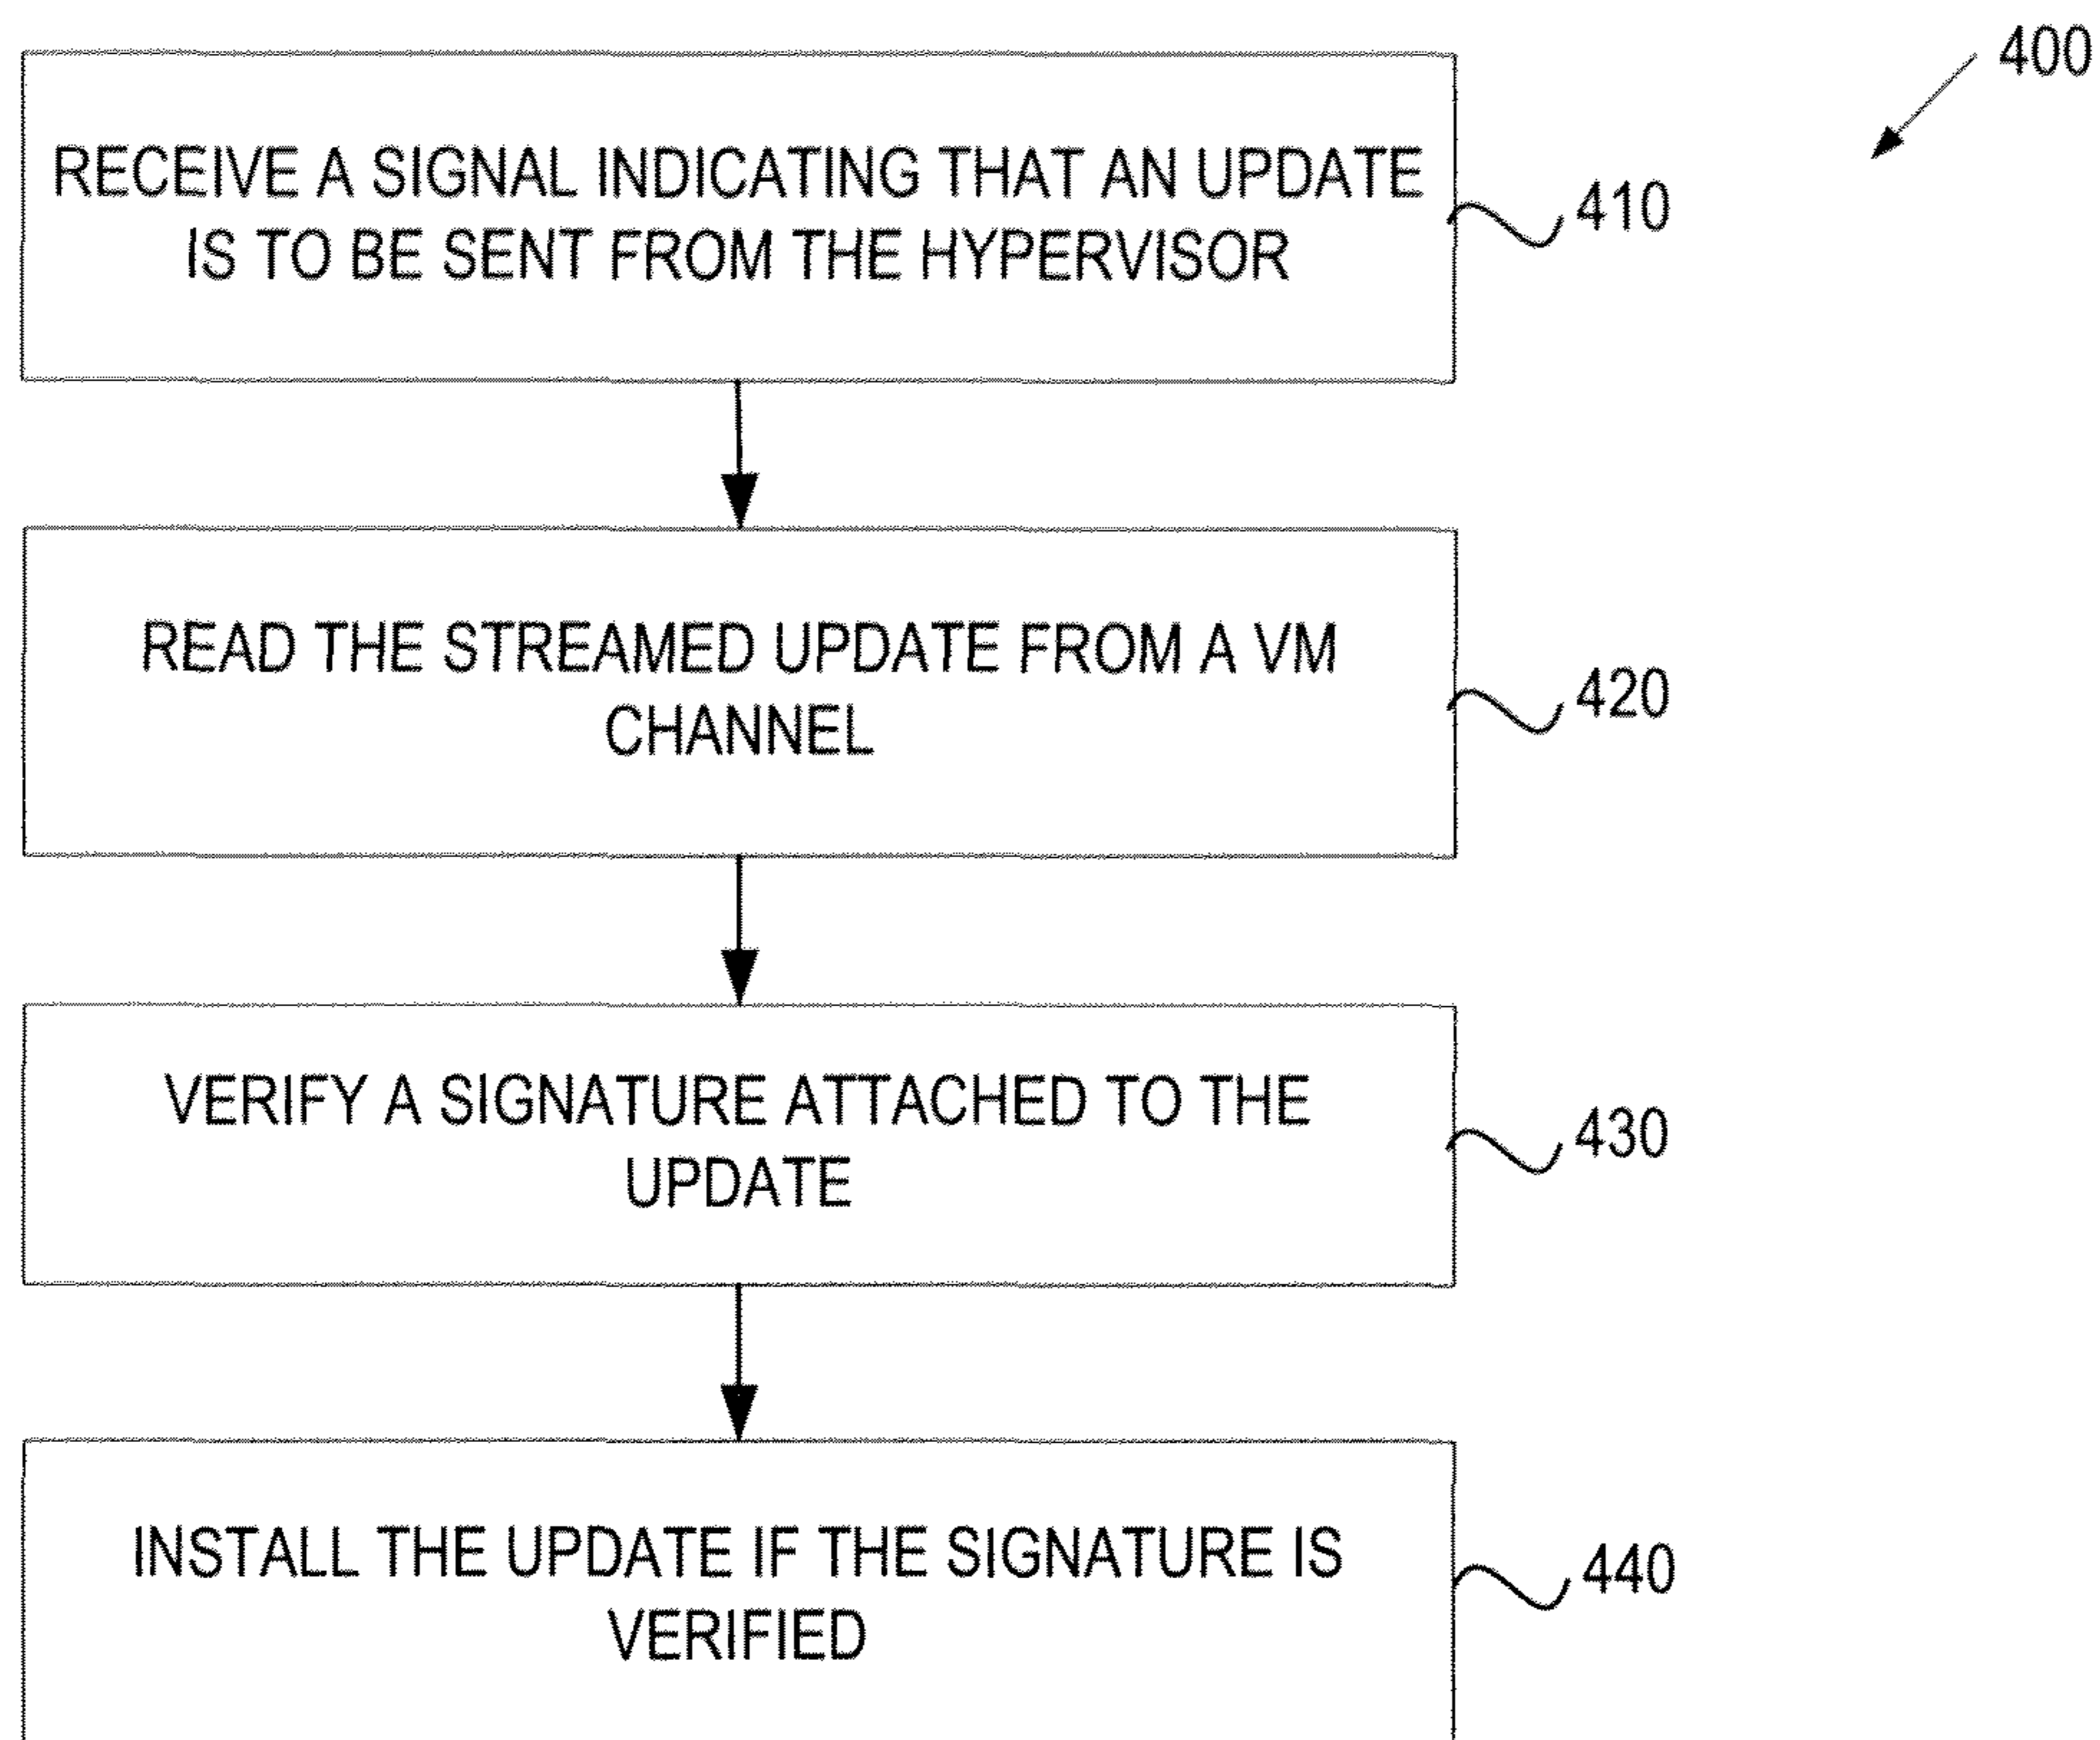 400
RECEIVE A SIGNAL INDICATING THAT AN UPDATE
IS TO BE SENT FROM THE HYPERVISOR
410
READ THE STREAMED UPDATE FROM A VM
CHANNEL
420
VERIFY A SIGNATURE ATTACHED TO THE
UPDATE
430
INSTALL THE UPDATE IF THE SIGNATURE IS
VERIFIED
440